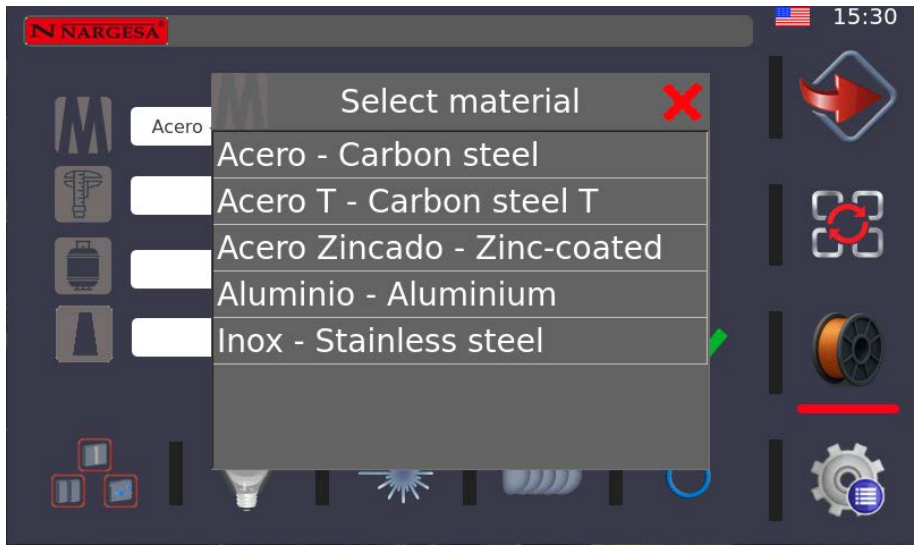 N NARGESA®
15:30
Select material
Acero
Acero - Carbon steel
Acero T - Carbon steel T
Acero Zincado - Zinc-coated
Aluminio - Aluminium
Inox - Stainless steel